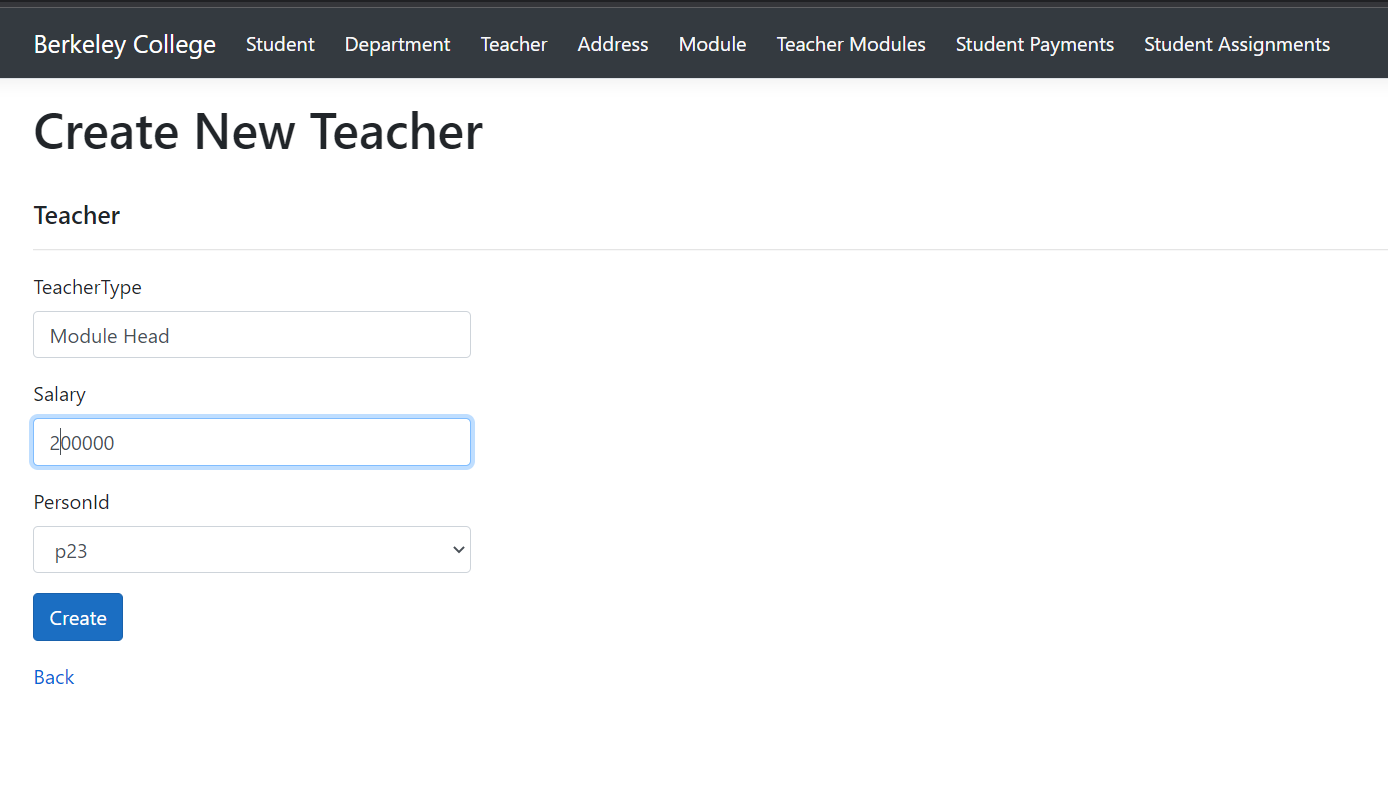 Berkeley College Student Department Teacher Address Module Teacher Modules Student Payments Student Assignments
Create New Teacher
Teacher
TeacherType
Module Head
Salary
200000
PersonId
p23
Create
Back